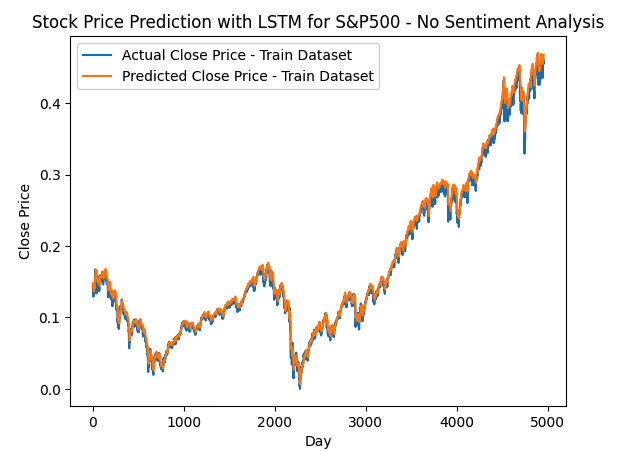 Stock Price Prediction with LSTM for S&P500 - No Sentiment Analysis
Actual Close Price - Train Dataset
Predicted Close Price - Train Dataset
Close Price
0.4
0.3
0.2
0.1
0.0
0 1000 2000 3000 4000 5000
Day